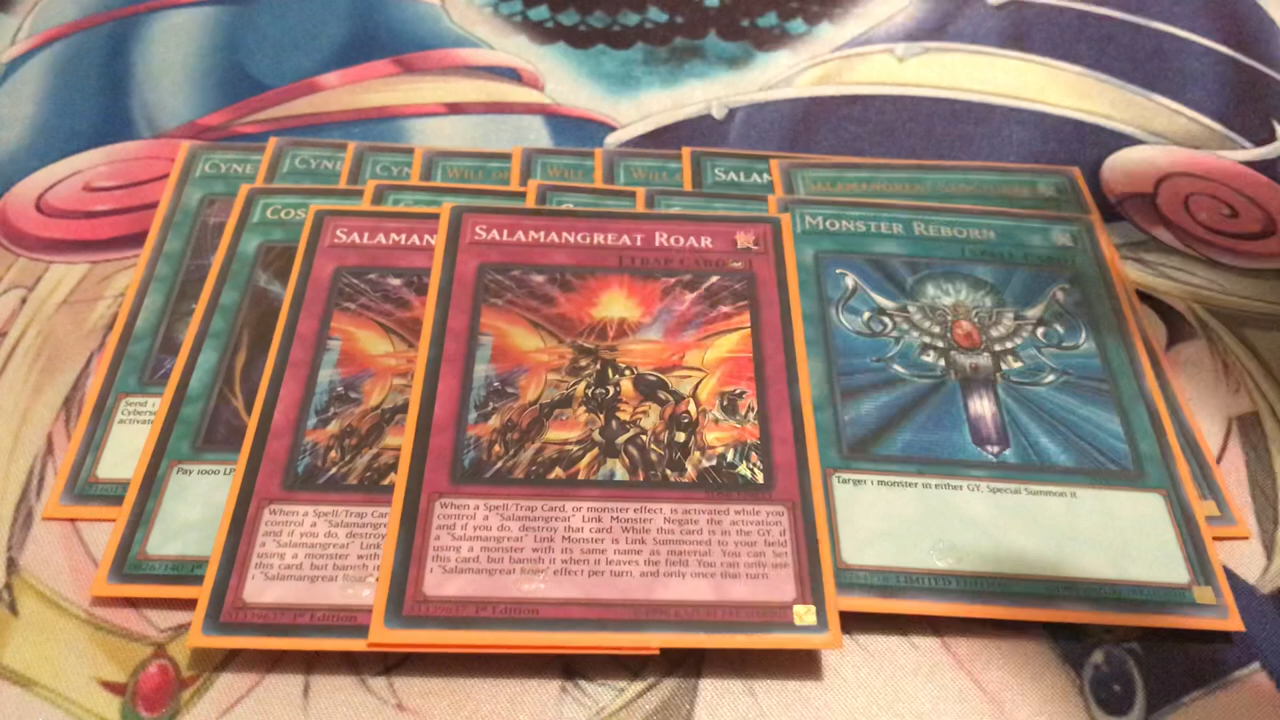 CYNE
CYNE
CYN
WILL O
WILL
WILL
SALAN
SALAMANGREAT SANCTUARY
COS
SALAMAN
SALAMANGREAT ROAR
[TRAP CARD
MONSTER REBORN
Send 1
Cyberse
activate
Pay 1000 LP
When a Spell/Trap Card
control a "Salamangre
and if you do, destroy
a "Salamangreat" Link
using a monster with
this card, but banish it
1 "Salamangreat Roar"
1st Edition
When a Spell/Trap Card, or monster effect, is activated while you
control a "Salamangreat" Link Monster: Negate the activation,
and if you do, destroy that card. While this card is in the GY, if
a "Salamangreat" Link Monster is Link Summoned to your field
using a monster with its same name as material: You can Set
this card, but banish it when it leaves the field. You can only use
1 "Salamangreat Roar" effect per turn, and only once that turn.
51339637 1st Edition
Target 1 monster in either GY; Special Summon it.
LIMITED EDITION